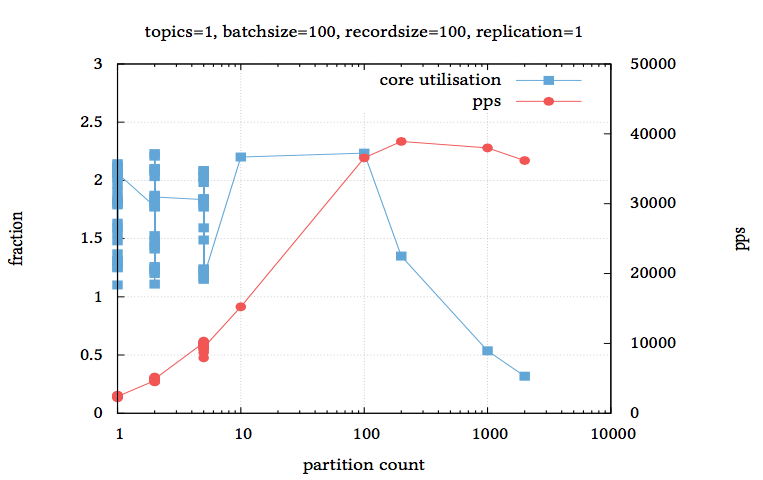 topics=1, batchsize=100, recordsize=100, replication=1
core utilisation
pps
3
2.5
2
1.5
1
0.5
0
fraction
50000
40000
30000
20000
10000
0
pps
1 10 100 1000 10000
partition count